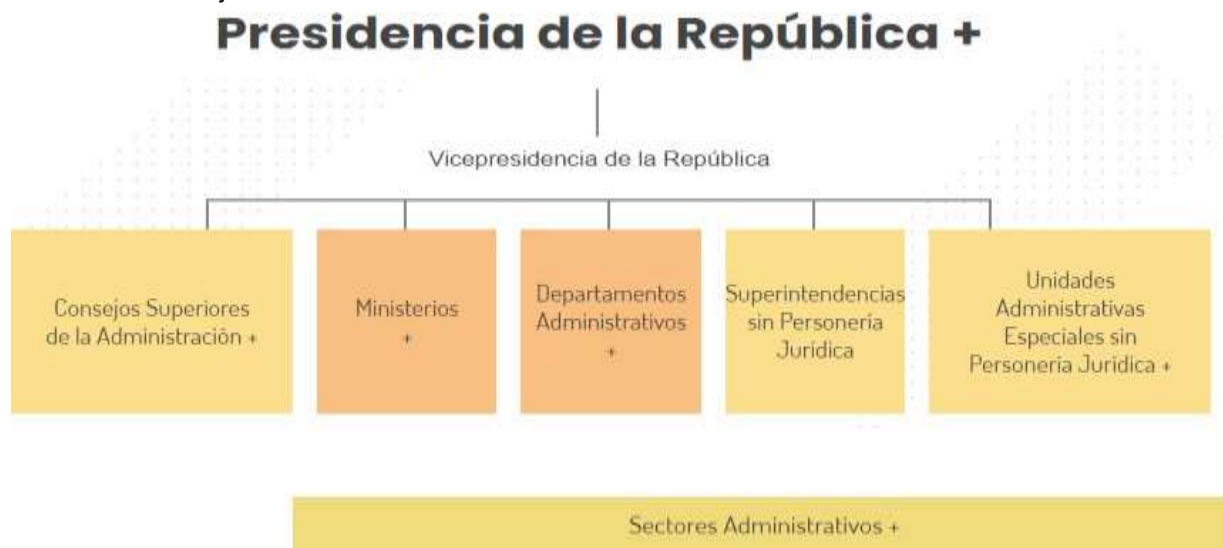 Presidencia de la República +
Vicepresidencia de la República
Consejos Superiores
de la Administración +
Ministerios
+
Departamentos
Administrativos
+
Superintendencias
sin Personería
Jurídica
Unidades
Administrativas
Especiales sin
Personería Jurídica +
Sectores Administrativos +